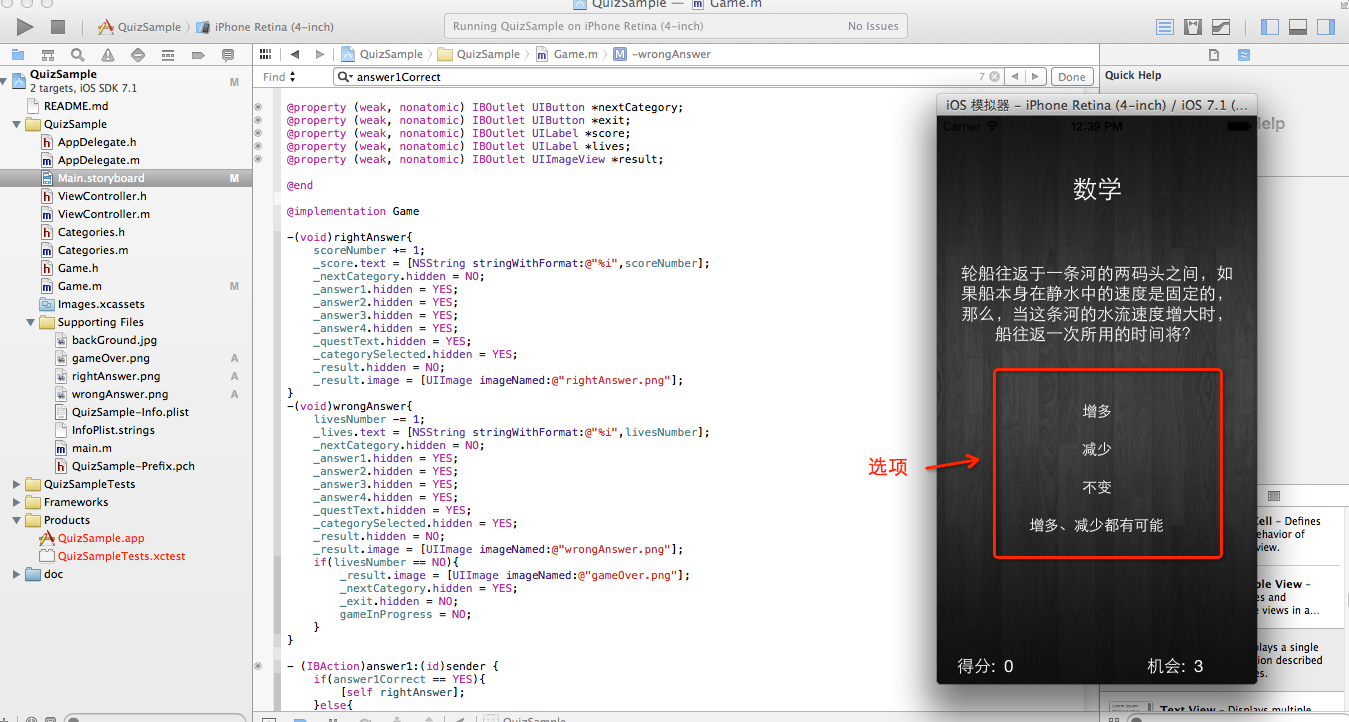 QuizSample — Game.m
QuizSample
iPhone Retina (4-inch)
Running QuizSample on iPhone Retina (4-inch)
No Issues
QuizSample
QuizSample
Game.m
M
-wrongAnswer
Find
answer1Correct
7
Done
QuizSample
M
2 targets, iOS SDK 7.1
README.md
QuizSample
h AppDelegate.h
m AppDelegate.m
Main.storyboard M
h ViewController.h
m ViewController.m
h Categories.h
m Categories.m
h Game.h
m Game.m M
Images.xcassets
Supporting Files
backGround.jpg
gameOver.png A
rightAnswer.png A
wrongAnswer.png A
QuizSample-Info.plist
InfoPlist.strings
m main.m
h QuizSample-Prefix.pch
QuizSampleTests
Frameworks
Products
QuizSample.app
QuizSampleTests.xctest
doc
@property (weak, nonatomic) IBOutlet UIButton *nextCategory;
@property (weak, nonatomic) IBOutlet UIButton *exit;
@property (weak, nonatomic) IBOutlet UILabel *score;
@property (weak, nonatomic) IBOutlet UILabel *lives;
@property (weak, nonatomic) IBOutlet UIImageView *result;
@end
@implementation Game
-(void)rightAnswer{
scoreNumber += 1;
_score.text = [NSString stringWithFormat:@"%i",scoreNumber];
_nextCategory.hidden = NO;
_answer1.hidden = YES;
_answer2.hidden = YES;
_answer3.hidden = YES;
_answer4.hidden = YES;
_questText.hidden = YES;
_categorySelected.hidden = YES;
_result.hidden = NO;
_result.image = [UIImage imageNamed:@"rightAnswer.png"];
}
-(void)wrongAnswer{
livesNumber -= 1;
_lives.text = [NSString stringWithFormat:@"%i",livesNumber];
_nextCategory.hidden = NO;
_answer1.hidden = YES;
_answer2.hidden = YES;
_answer3.hidden = YES;
_answer4.hidden = YES;
_questText.hidden = YES;
_categorySelected.hidden = YES;
_result.hidden = NO;
_result.image = [UIImage imageNamed:@"wrongAnswer.png"];
if(livesNumber == NO){
_result.image = [UIImage imageNamed:@"gameOver.png"];
_nextCategory.hidden = YES;
_exit.hidden = NO;
gameInProgress = NO;
}
}
- (IBAction)answer1:(id)sender {
if(answer1Correct == YES){
[self rightAnswer];
}else{
QuizSample
Quick Help
iOS 模拟器 – iPhone Retina (4-inch) / iOS 7.1 (...
Carrier
12:39 PM
数学
轮船往返于一条河的两码头之间，如
果船本身在静水中的速度是固定的，
那么，当这条河的水流速度增大时，
船往返一次所用的时间将?
选项
增多
减少
不变
增多、减少都有可能
得分: 0
机会: 3
Help
Cell – Defines
behavior of
view.
ble View –
es and
views in a...
plays a single
ion described
Text View – Displays multiple